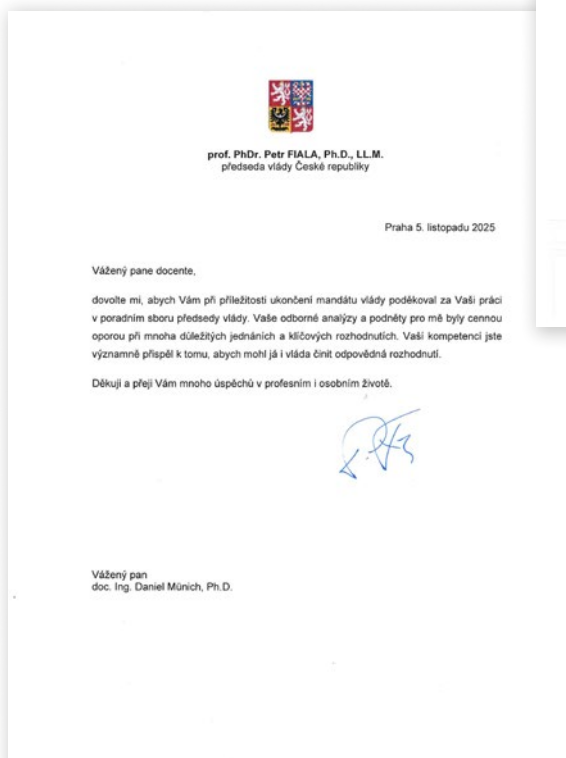 prof. PhDr. Petr FIALA, Ph.D., LL.M.
předseda vlády České republiky
Praha 5. listopadu 2025
Vážený pane docente,
dovolte mi, abych Vám při příležitosti ukončení mandátu vlády poděkoval za Vaši práci
v poradním sboru předsedy vlády. Vaše odborné analýzy a podněty pro mě byly cennou
oporou při mnoha důležitých jednáních a klíčových rozhodnutích. Vaší kompetencí jste
významně přispěl k tomu, abych mohl já i vláda činit odpovědná rozhodnutí.
Děkuji a přeji Vám mnoho úspěchů v profesním i osobním životě.
Vážený pan
doc. Ing. Daniel Münich, Ph.D.